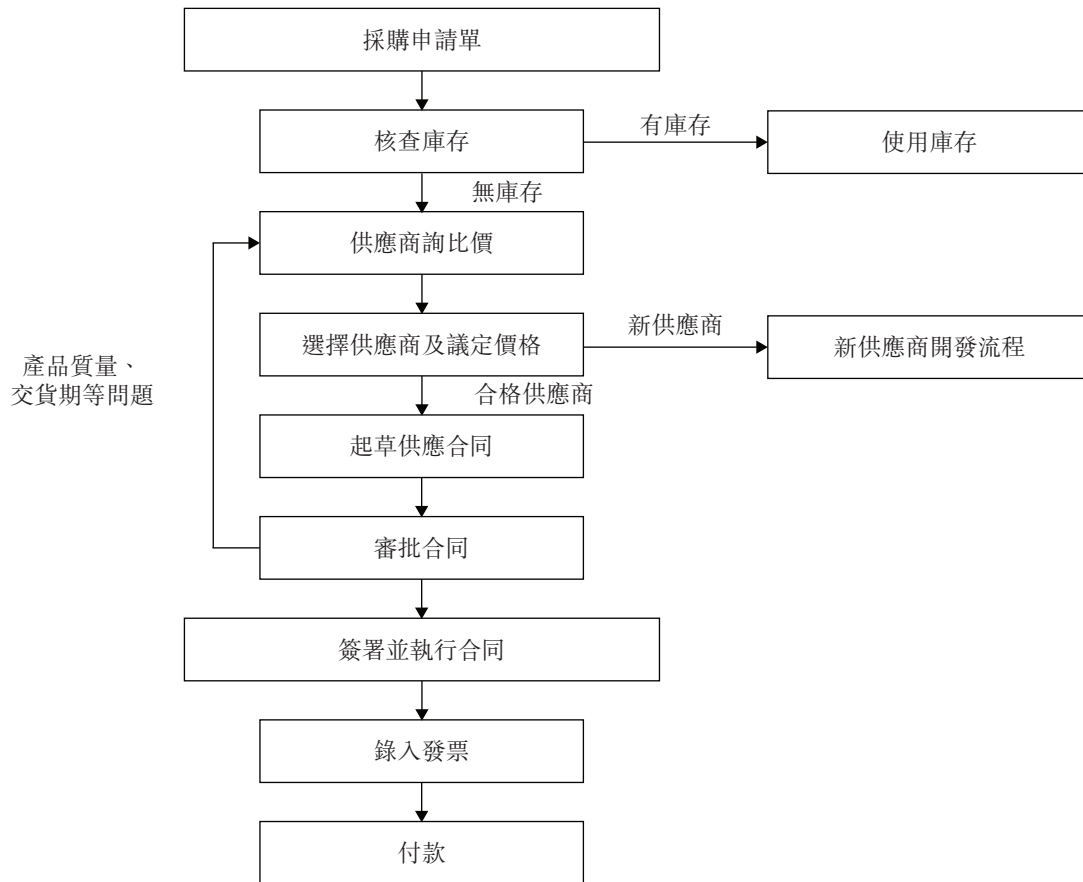 採購申請單
核查庫存
有庫存
使用庫存
無庫存
供應商詢比價
選擇供應商及議定價格
新供應商
新供應商開發流程
產品質量、
交貨期等問題
合格供應商
起草供應合同
審批合同
簽署並執行合同
錄入發票
付款